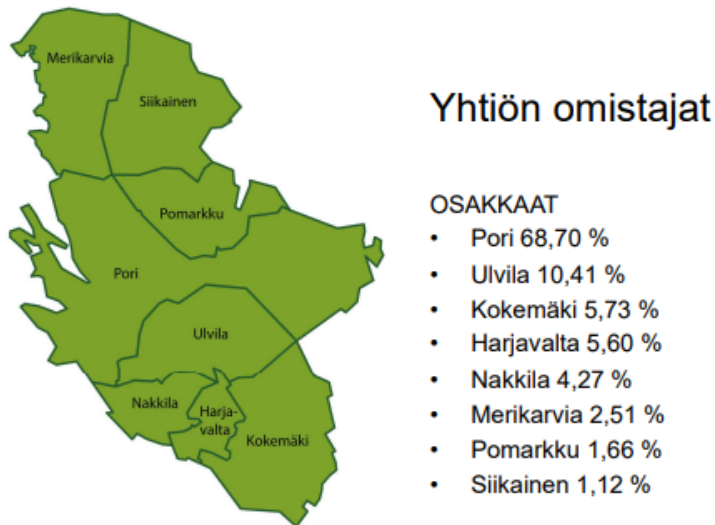 Merikarvia
Siikainen
Pomarkku
Pori
Ulvila
Nakkila
Harja-
valta
Kokemäki
Yhtiön omistajat
OSAKKAAT
• Pori 68,70 %
• Ulvila 10,41 %
• Kokemäki 5,73 %
• Harjavalta 5,60 %
• Nakkila 4,27 %
• Merikarvia 2,51 %
• Pomarkku 1,66 %
• Siikainen 1,12 %